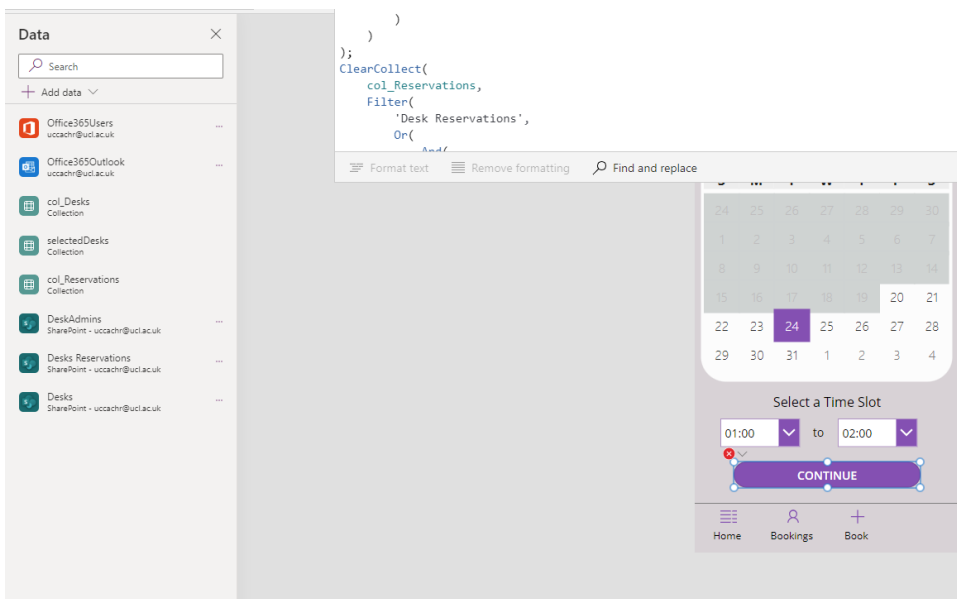 Data
Search
Add data
Office365Users
uccachr@ucl.ac.uk
Office365Outlook
uccachr@ucl.ac.uk
col_Desks
Collection
selectedDesks
Collection
col_Reservations
Collection
DeskAdmins
SharePoint - uccachr@ucl.ac.uk
Desks Reservations
SharePoint - uccachr@ucl.ac.uk
Desks
SharePoint - uccachr@ucl.ac.uk
)
)
);
ClearCollect(
col_Reservations,
Filter(
'Desk Reservations',
Or(
And(
Format text Remove formatting Find and replace
S M T W T F S
24 25 26 27 28 29 30
1 2 3 4 5 6 7
8 9 10 11 12 13 14
15 16 17 18 19 20 21
22 23 24 25 26 27 28
29 30 31 1 2 3 4
Select a Time Slot
01:00 to 02:00
CONTINUE
Home Bookings Book